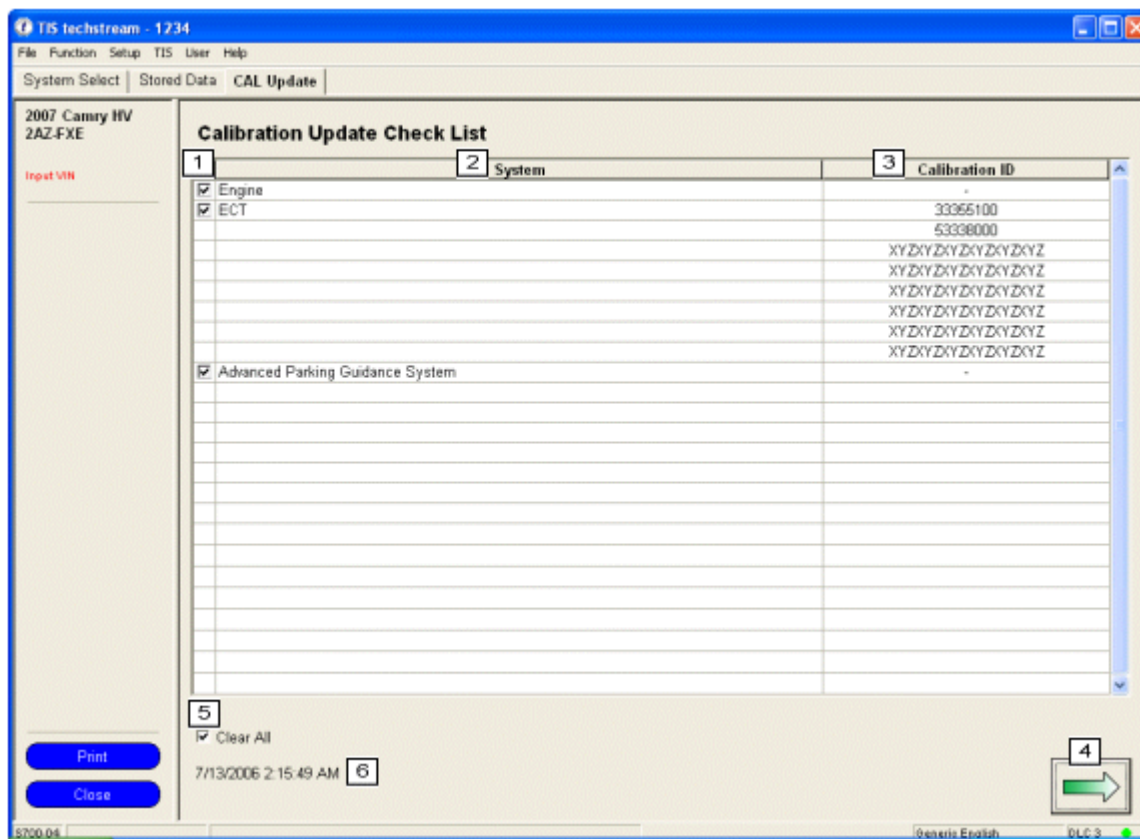 TIS techstream - 1234
File Function Setup TIS User Help
System Select Stored Data CAL Update
2007 Camry HV
2AZ-FXE
Input VIN
Calibration Update Check List
1 2 System 3 Calibration ID
Engine -
ECT 33355100
53338000
XYZXYZXYZXYZXYZXYZ
XYZXYZXYZXYZXYZXYZ
XYZXYZXYZXYZXYZXYZ
XYZXYZXYZXYZXYZXYZ
XYZXYZXYZXYZXYZXYZ
XYZXYZXYZXYZXYZXYZ
Advanced Parking Guidance System -
5
Clear All
4
Print
7/13/2006 2:15:49 AM 6
Close
S700-04 Generic English DLC 3